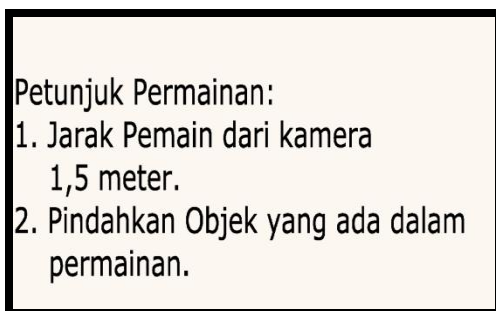 Petunjuk Permainan:
1. Jarak Pemain dari kamera
1,5 meter.
2. Pindahkan Objek yang ada dalam
permainan.